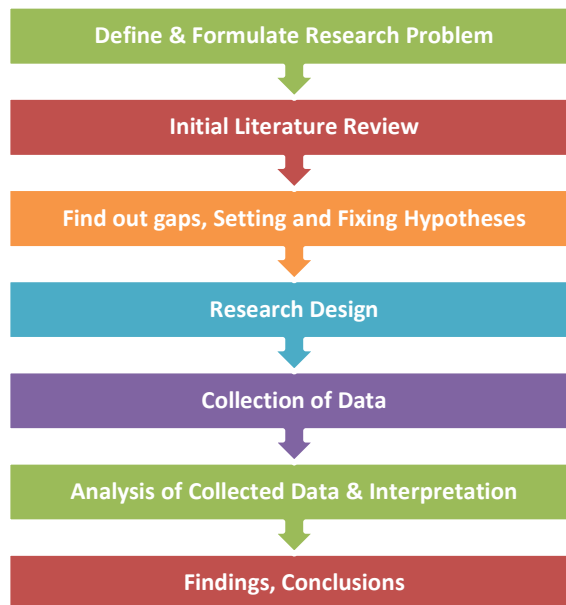 Define & Formulate Research Problem
Initial Literature Review
Find out gaps, Setting and Fixing Hypotheses
Research Design
Collection of Data
Analysis of Collected Data & Interpretation
Findings, Conclusions